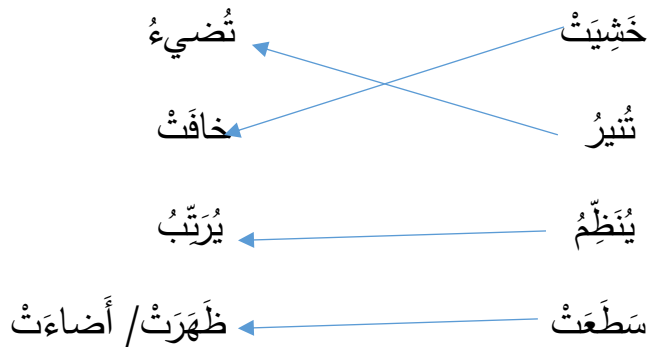 خَشِيَتْ تُضيءُ
تُنيرُ خافَتْ
يُنَظِّمُ يُرَتِّبُ
سَطَعَتْ ظَهَرَتْ/ أَضاءَتْ